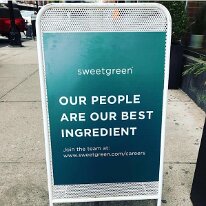 sweetgreen
OUR PEOPLE
ARE OUR BEST
INGREDIENT
Join the team at:
www.sweetgreen.com/careers